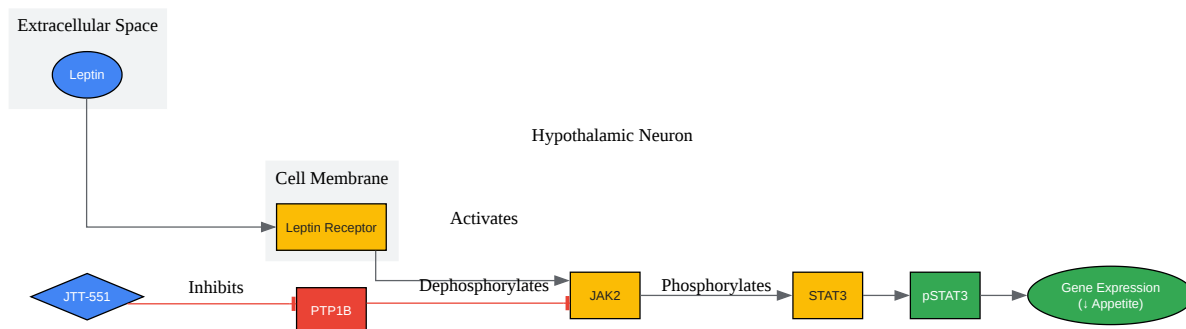 Extracellular Space
Leptin
Hypothalamic Neuron
Cell Membrane
Leptin Receptor
Activates
JTT-551
Inhibits
PTP1B
Dephosphorylates
JAK2
Phosphorylates
STAT3
pSTAT3
Gene Expression
(↓ Appetite)